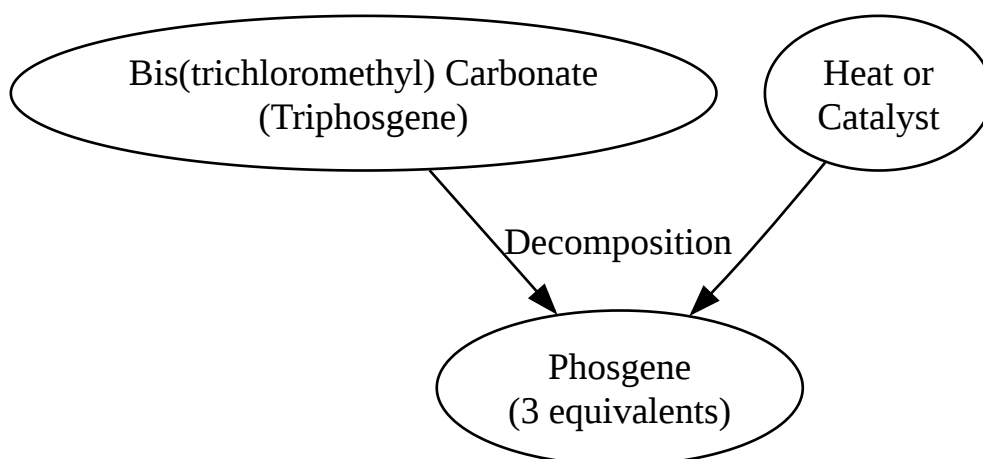 Bis(trichloromethyl) Carbonate
(Triphosgene)
Heat or
Catalyst
Decomposition
Phosgene
(3 equivalents)